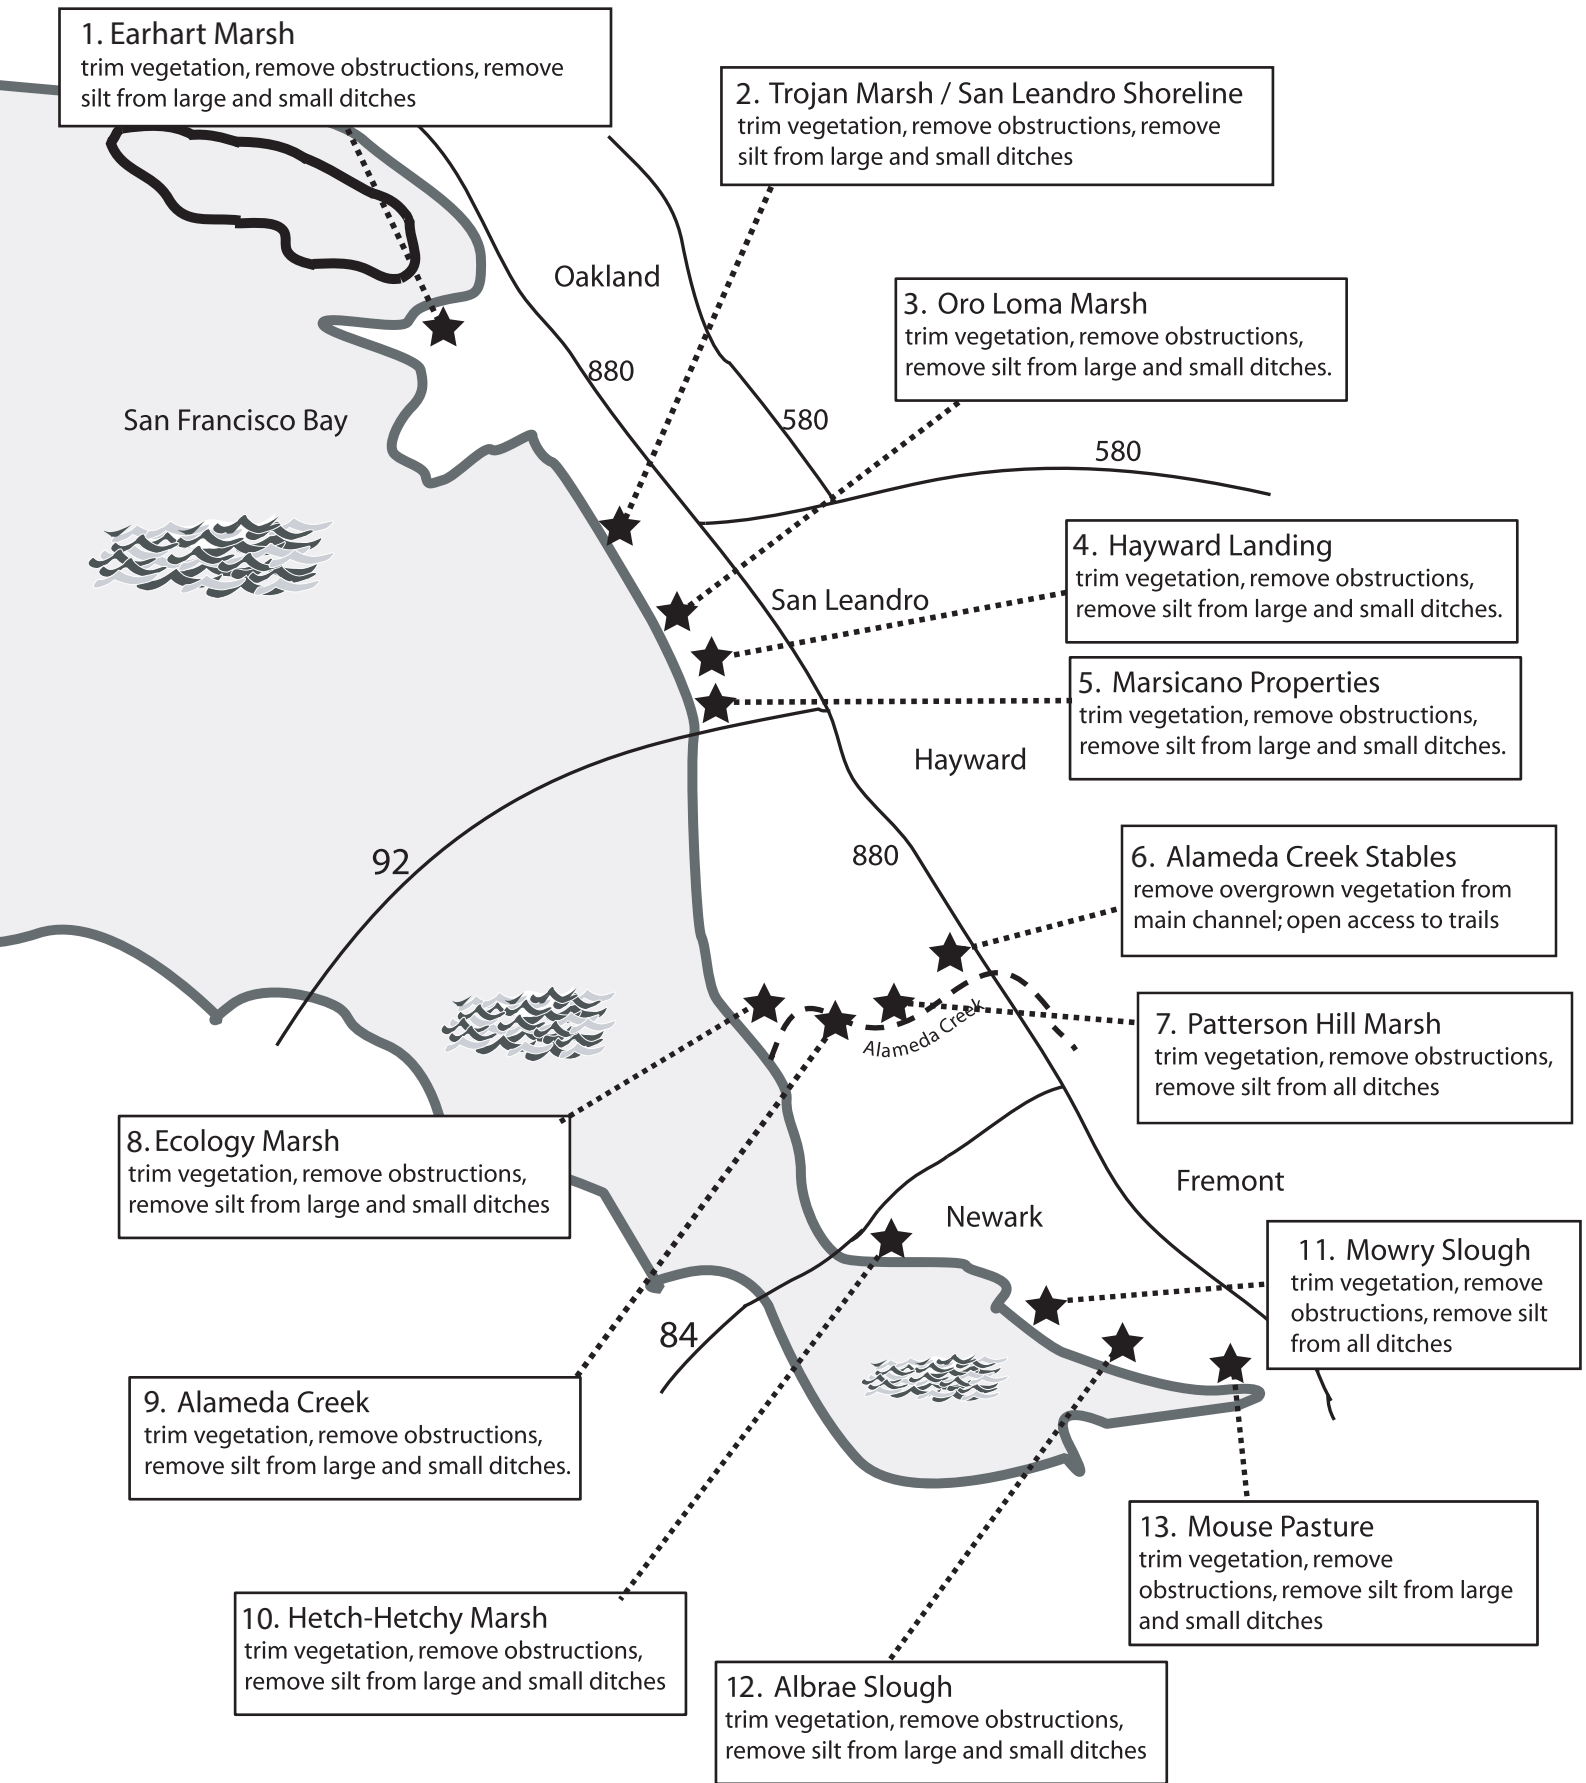 1. Earhart Marsh
trim vegetation, remove obstructions, remove
silt from large and small ditches
2. Trojan Marsh / San Leandro Shoreline
trim vegetation, remove obstructions, remove
silt from large and small ditches
Oakland
3. Oro Loma Marsh
trim vegetation, remove obstructions,
remove silt from large and small ditches.
880
San Francisco Bay
580
580
4. Hayward Landing
trim vegetation, remove obstructions,
remove silt from large and small ditches.
San Leandro
5. Marsicano Properties
trim vegetation, remove obstructions,
remove silt from large and small ditches.
Hayward
92
880
6. Alameda Creek Stables
remove overgrown vegetation from
main channel; open access to trails
7. Patterson Hill Marsh
trim vegetation, remove obstructions,
remove silt from all ditches
Alameda Creek
8. Ecology Marsh
trim vegetation, remove obstructions,
remove silt from large and small ditches
Fremont
Newark
11. Mowry Slough
trim vegetation, remove
obstructions, remove silt
from all ditches
84
9. Alameda Creek
trim vegetation, remove obstructions,
remove silt from large and small ditches.
13. Mouse Pasture
trim vegetation, remove
obstructions, remove silt from large
and small ditches
10. Hetch-Hetchy Marsh
trim vegetation, remove obstructions,
remove silt from large and small ditches
12. Albrae Slough
trim vegetation, remove obstructions,
remove silt from large and small ditches